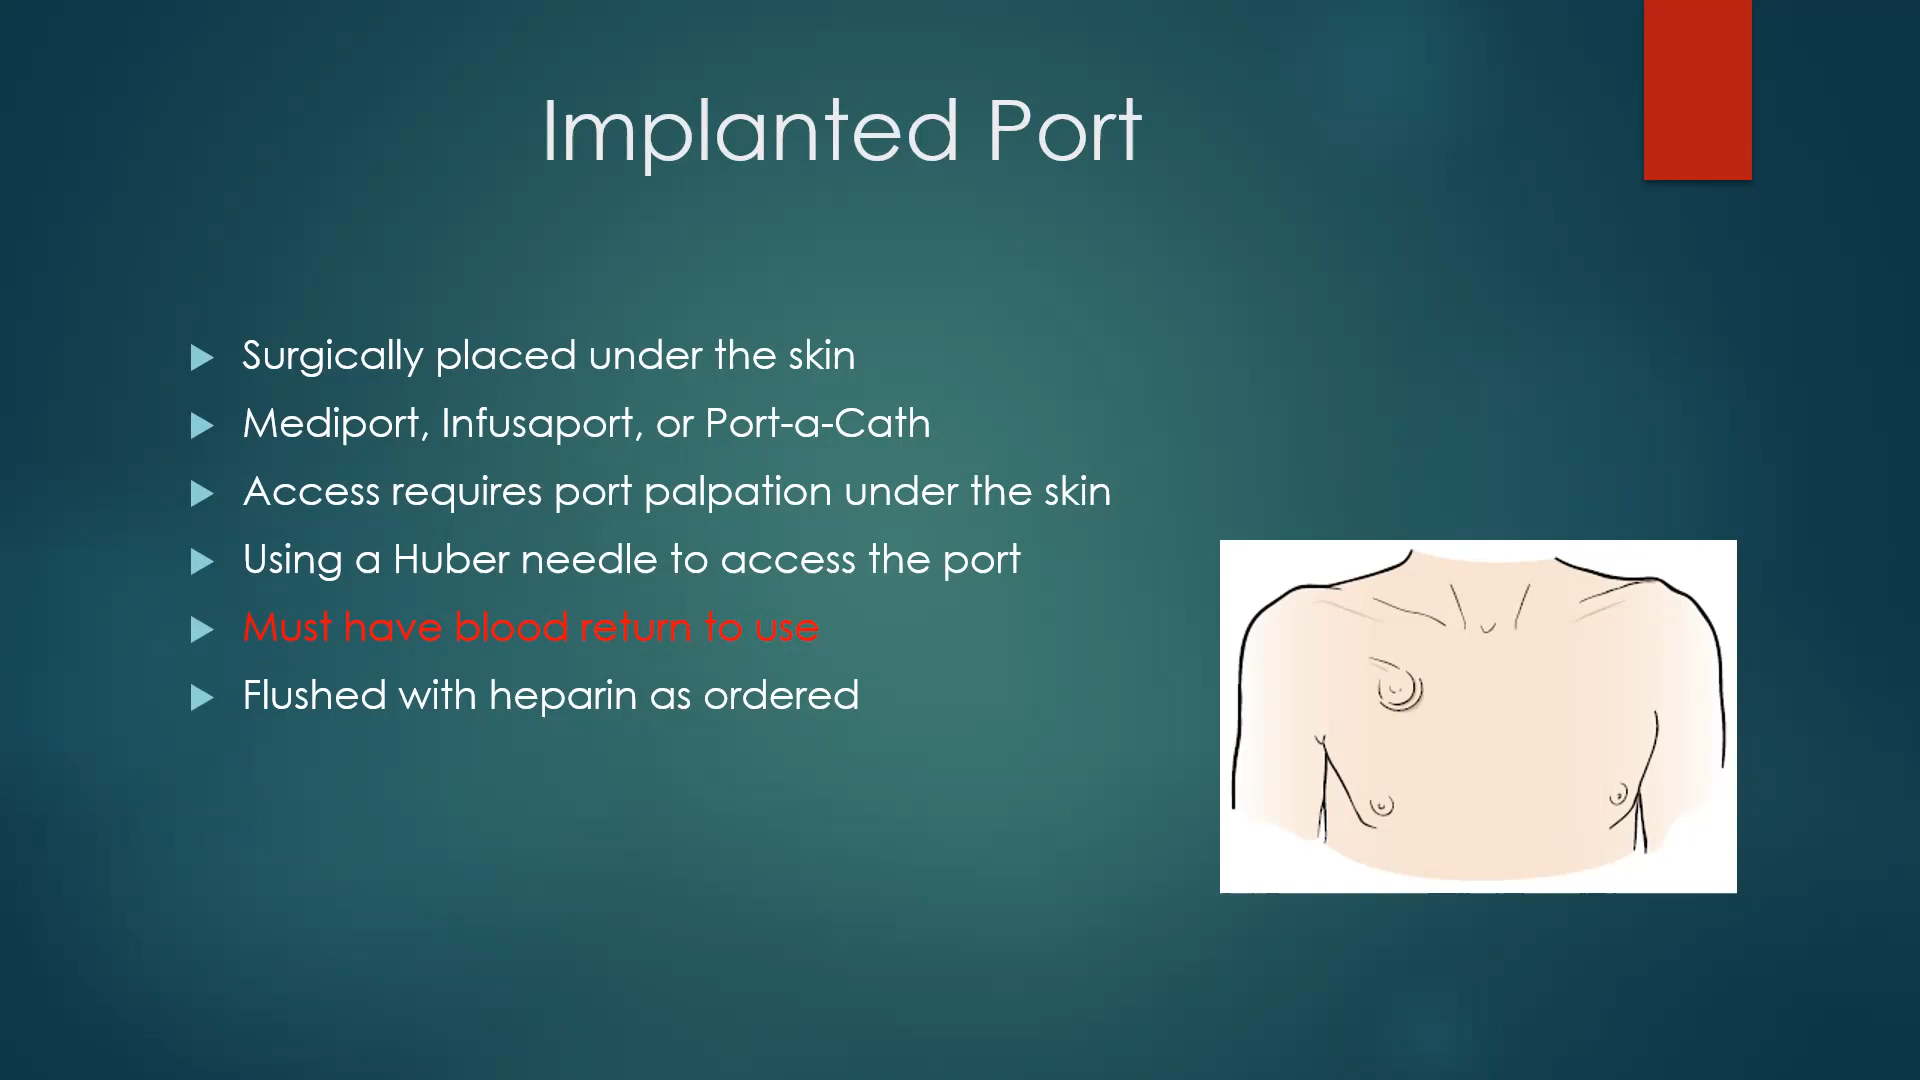 Implanted Port
Surgically placed under the skin
Mediport, Infusaport, or Port-a-Cath
Access requires port palpation under the skin
Using a Huber needle to access the port
Must have blood return to use
Flushed with heparin as ordered